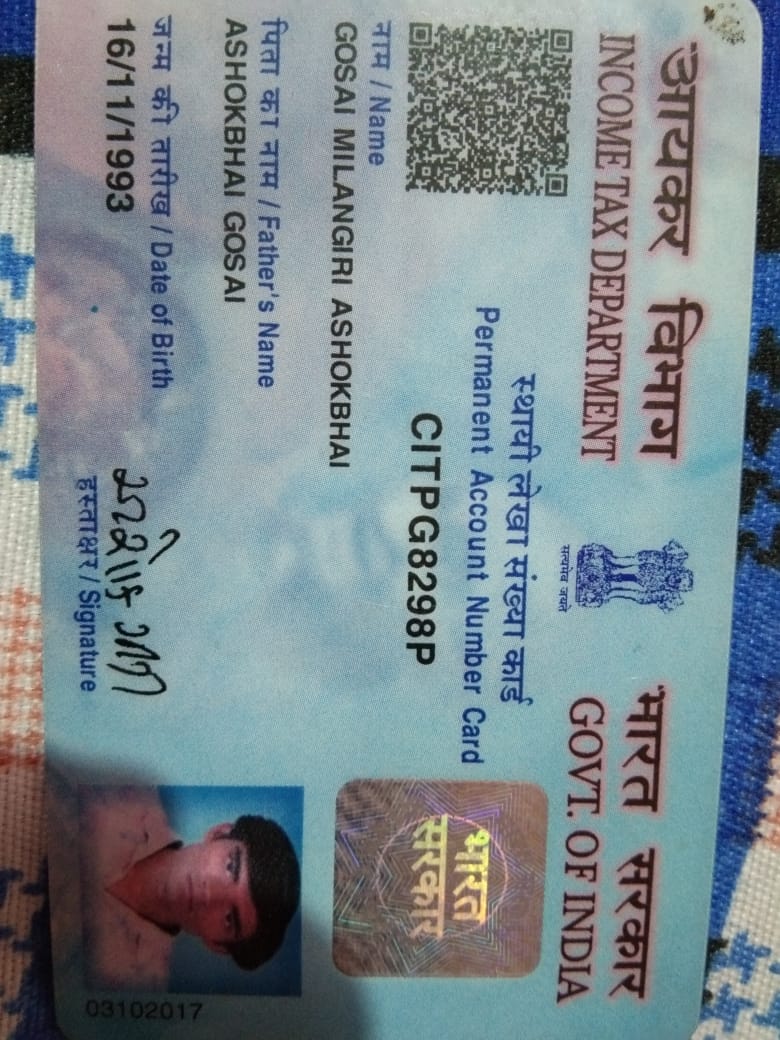 आयकर विभाग
INCOME TAX DEPARTMENT
सत्यमेव जयते
भारत सरकार
GOVT. OF INDIA
स्थायी लेखा संख्या कार्ड
Permanent Account Number Card
CITPG8298P
भारत
सरकार
नाम / Name
GOSAI MILANGIRI ASHOKBHAI
पिता का नाम / Father's Name
ASHOKBHAI GOSAI
जन्म की तारीख / Date of Birth
16/11/1993
हस्ताक्षर / Signature
03102017